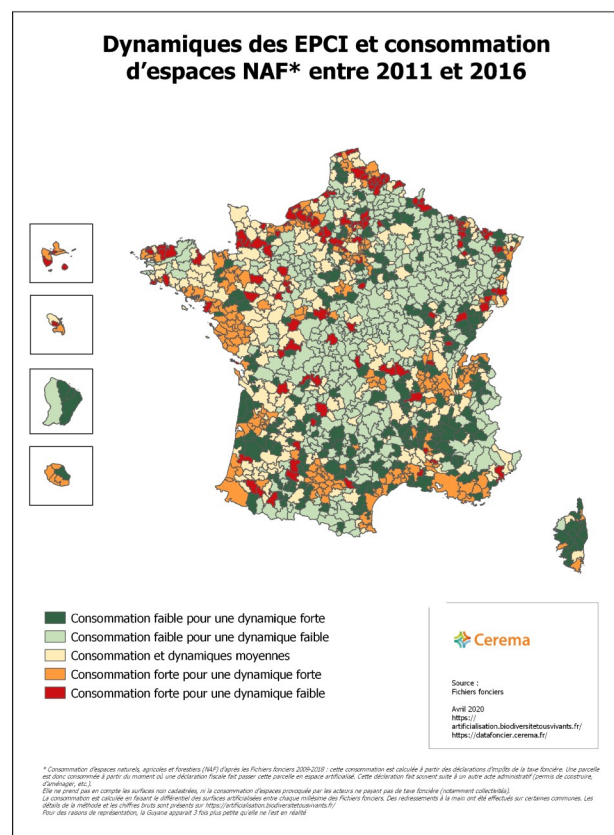 Dynamiques des EPCI et consommation
d'espaces NAF* entre 2011 et 2016
Consommation faible pour une dynamique forte
Consommation faible pour une dynamique faible
Consommation et dynamiques moyennes
Consommation forte pour une dynamique forte
Consommation forte pour une dynamique faible
Cerema
Source :
Fichiers fonciers
Avril 2020
https://
artificialisation.biodiversitetousvivants.fr/
https://datafoncier.cerema.fr/
* Consommation d'espaces naturels, agricoles et forestiers (NAF) d'après les Fichiers fonciers 2009-2018 : cette consommation est calculée à partir des déclarations d'impôts de la taxe foncière. Une parcelle
est donc consommée à partir du moment où une déclaration fiscale fait passer cette parcelle en espace artificialisé. Cette déclaration fait souvent suite à un autre acte administratif (permis de construire,
d'aménager, etc.).
Elle ne prend pas en compte les surfaces non cadastrées, ni la consommation d'espaces provoquée par les acteurs ne payant pas de taxe foncière (notamment collectivités).
La consommation est calculée en faisant le différentiel des surfaces artificialisées entre chaque millésime des Fichiers fonciers. Des redressements à la main ont été effectués sur certaines communes. Les
détails de la méthode et les chiffres bruts sont présents sur https://artificialisation.biodiversitetousvivants.fr/
Pour des raisons de représentation, la Guyane apparait 3 fois plus petite qu'elle ne l'est en réalité